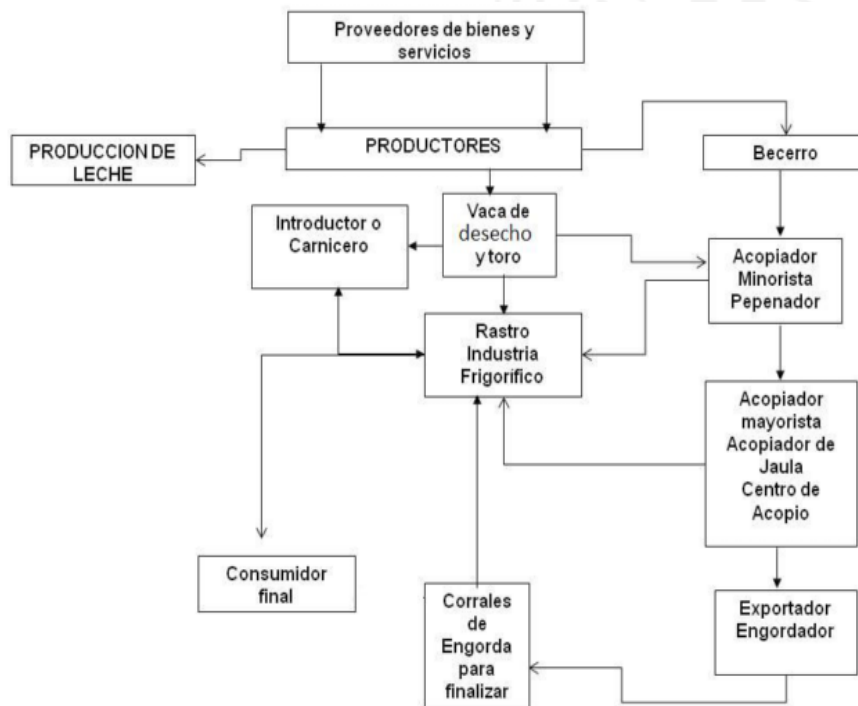 Proveedores de bienes y
servicios
PRODUCCION DE
LECHE
PRODUCTORES
Becerro
Introductor o
Carnicero
Vaca de
desecho
y toro
Acopiador
Minorista
Pepenador
Rastro
Industria
Frigorífico
Acopiador
mayorista
Acopiador de
Jaula
Centro de
Acopio
Consumidor
final
Corrales
de
Engorda
para
finalizar
Exportador
Engordador